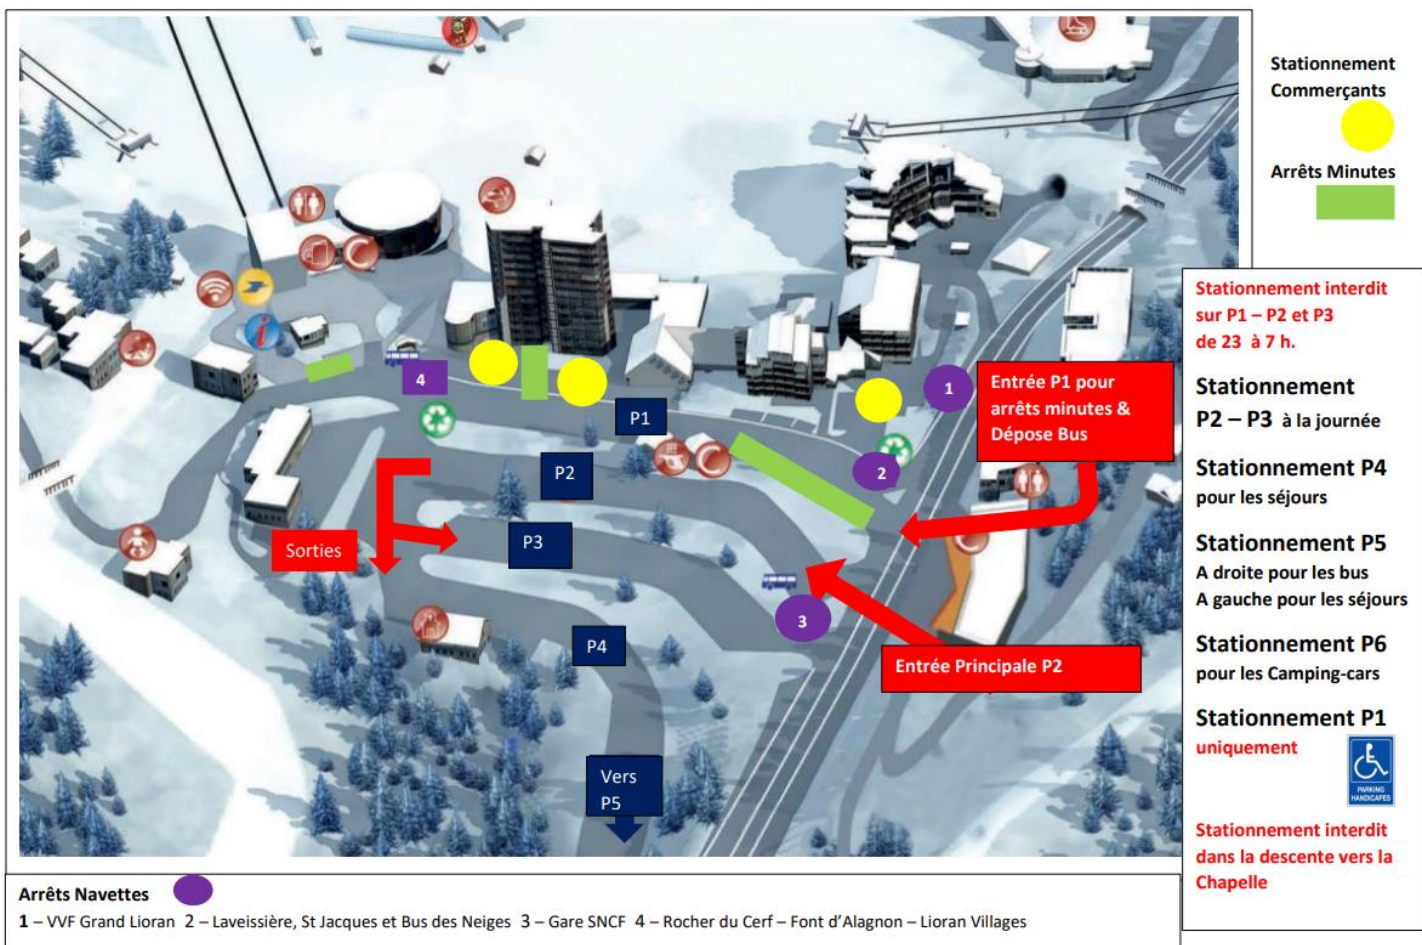 Stationnement
Commerçants
Arrêts Minutes
Stationnement interdit
sur P1 – P2 et P3
de 23 à 7 h.
Stationnement
P2 – P3 à la journée
Stationnement P4
pour les séjours
Stationnement P5
A droite pour les bus
A gauche pour les séjours
Stationnement P6
pour les Camping-cars
Stationnement P1
uniquement
PARKING
HANDICAPES
Stationnement interdit
dans la descente vers la
Chapelle
4
1
Entrée P1 pour
arrêts minutes &
Dépose Bus
P1
2
P2
P3
Sorties
i
3
P4
Entrée Principale P2
Vers
P5
Arrêts Navettes
1 – VVF Grand Lioran 2 – Laveissière, St Jacques et Bus des Neiges 3 – Gare SNCF 4 – Rocher du Cerf – Font d'Alagnon – Lioran Villages